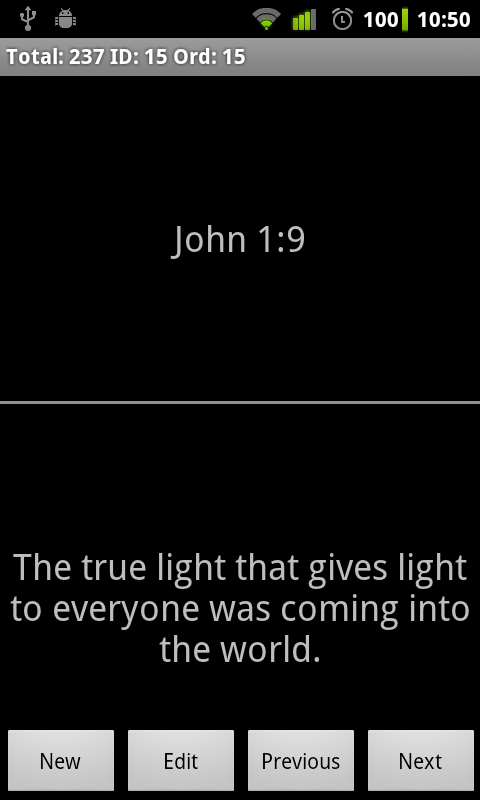 100 10:50
Total: 237 ID: 15 Ord: 15
John 1:9
The true light that gives light
to everyone was coming into
the world.
New Edit Previous Next